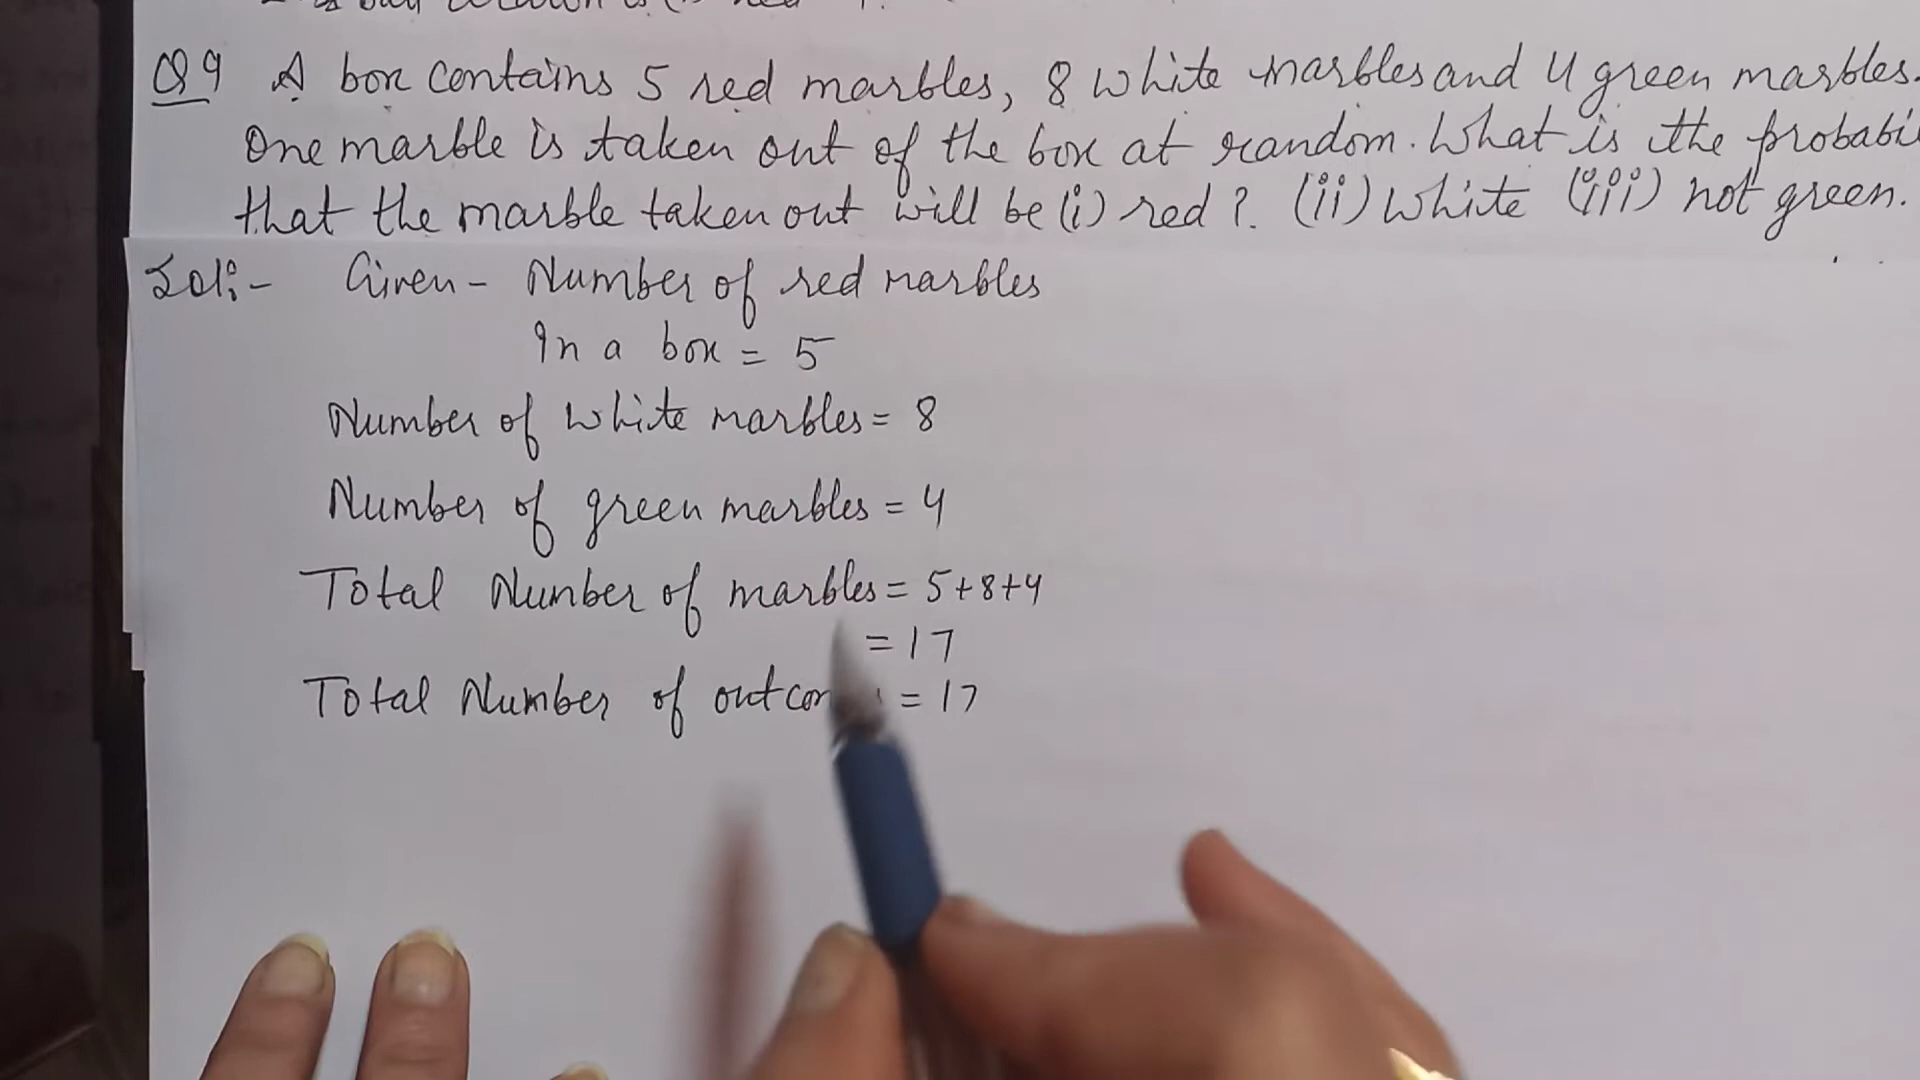 Q9 A box contains 5 red marbles, 8 white marbles and 4 green marbles.
One marble is taken out of the box at random. What is the
that the marble taken out will be (i) red ?. (ii) white (iii) not green.
Sol:- Given - Number of red marbles
In a box = 5
Number of white marbles = 8
Number of green marbles = 4
Total Number of marbles = 5+8+4
= 17
Total Number of = 17